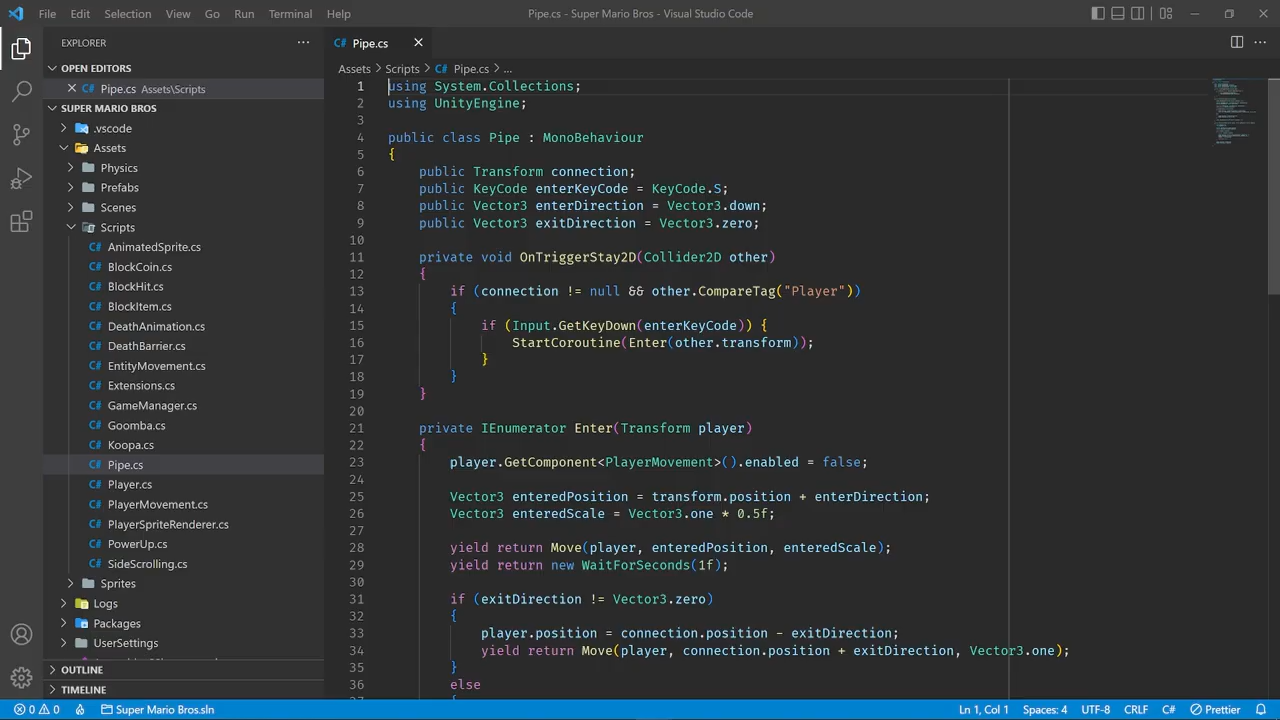 File Edit Selection View Go Run Terminal Help
Pipe.cs - Super Mario Bros - Visual Studio Code
EXPLORER
OPEN EDITORS
Pipe.cs Assets\Scripts
SUPER MARIO BROS
.vscode
Assets
Physics
Prefabs
Scenes
Scripts
C# AnimatedSprite.cs
C# BlockCoin.cs
C# BlockHit.cs
C# BlockItem.cs
C# DeathAnimation.cs
C# DeathBarrier.cs
C# EntityMovement.cs
C# Extensions.cs
C# GameManager.cs
C# Goomba.cs
C# Koopa.cs
C# Pipe.cs
C# Player.cs
C# PlayerMovement.cs
C# PlayerSpriteRenderer.cs
C# PowerUp.cs
C# SideScrolling.cs
Sprites
Logs
Packages
UserSettings
OUTLINE
TIMELINE
C# Pipe.cs
Assets > Scripts > C# Pipe.cs > ...
1 using System.Collections;
2 using UnityEngine;
3
4 public class Pipe : MonoBehaviour
5 {
6 public Transform connection;
7 public KeyCode enterKeyCode = KeyCode.S;
8 public Vector3 enterDirection = Vector3.down;
9 public Vector3 exitDirection = Vector3.zero;
10
11 private void OnTriggerStay2D(Collider2D other)
12 {
13 if (connection != null && other.CompareTag("Player"))
14 {
15 if (Input.GetKeyDown(enterKeyCode)) {
16 StartCoroutine(Enter(other.transform));
17 }
18 }
19 }
20
21 private IEnumerator Enter(Transform player)
22 {
23 player.GetComponent<PlayerMovement>().enabled = false;
24
25 Vector3 enteredPosition = transform.position + enterDirection;
26 Vector3 enteredScale = Vector3.one * 0.5f;
27
28 yield return Move(player, enteredPosition, enteredScale);
29 yield return new WaitForSeconds(1f);
30
31 if (exitDirection != Vector3.zero)
32 {
33 player.position = connection.position - exitDirection;
34 yield return Move(player, connection.position + exitDirection, Vector3.one);
35 }
36 else
0 0 Super Mario Bros.sln
Ln 1, Col 1 Spaces: 4 UTF-8 CRLF C# Prettier